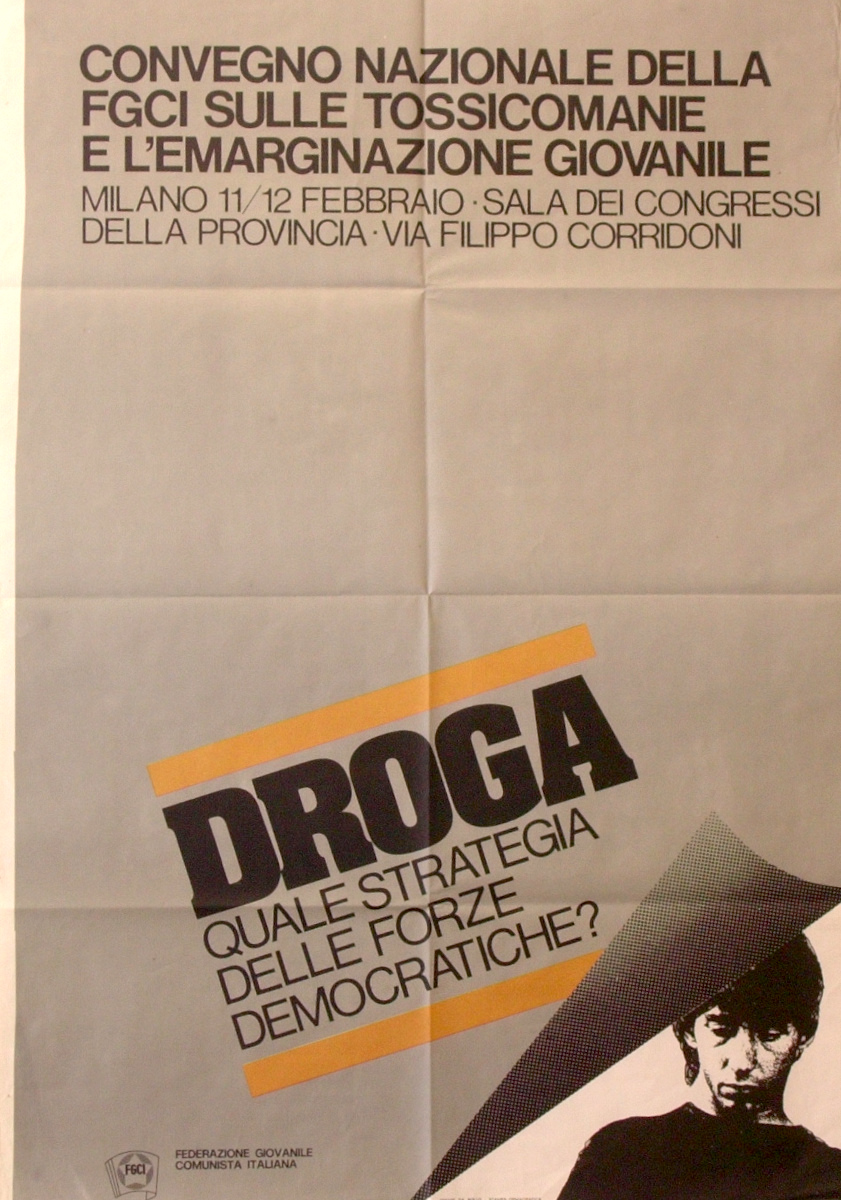 CONVEGNO NAZIONALE DELLA
FGCI SULLE TOSSICOMANIE
E L'EMARGINAZIONE GIOVANILE
MILANO 11/12 FEBBRAIO · SALA DEI CONGRESSI
DELLA PROVINCIA · VIA FILIPPO CORRIDONI
DROGA
QUALE STRATEGIA
DELLE FORZE
DEMOCRATICHE?
FGCI
FEDERAZIONE GIOVANILE
COMUNISTA ITALIANA